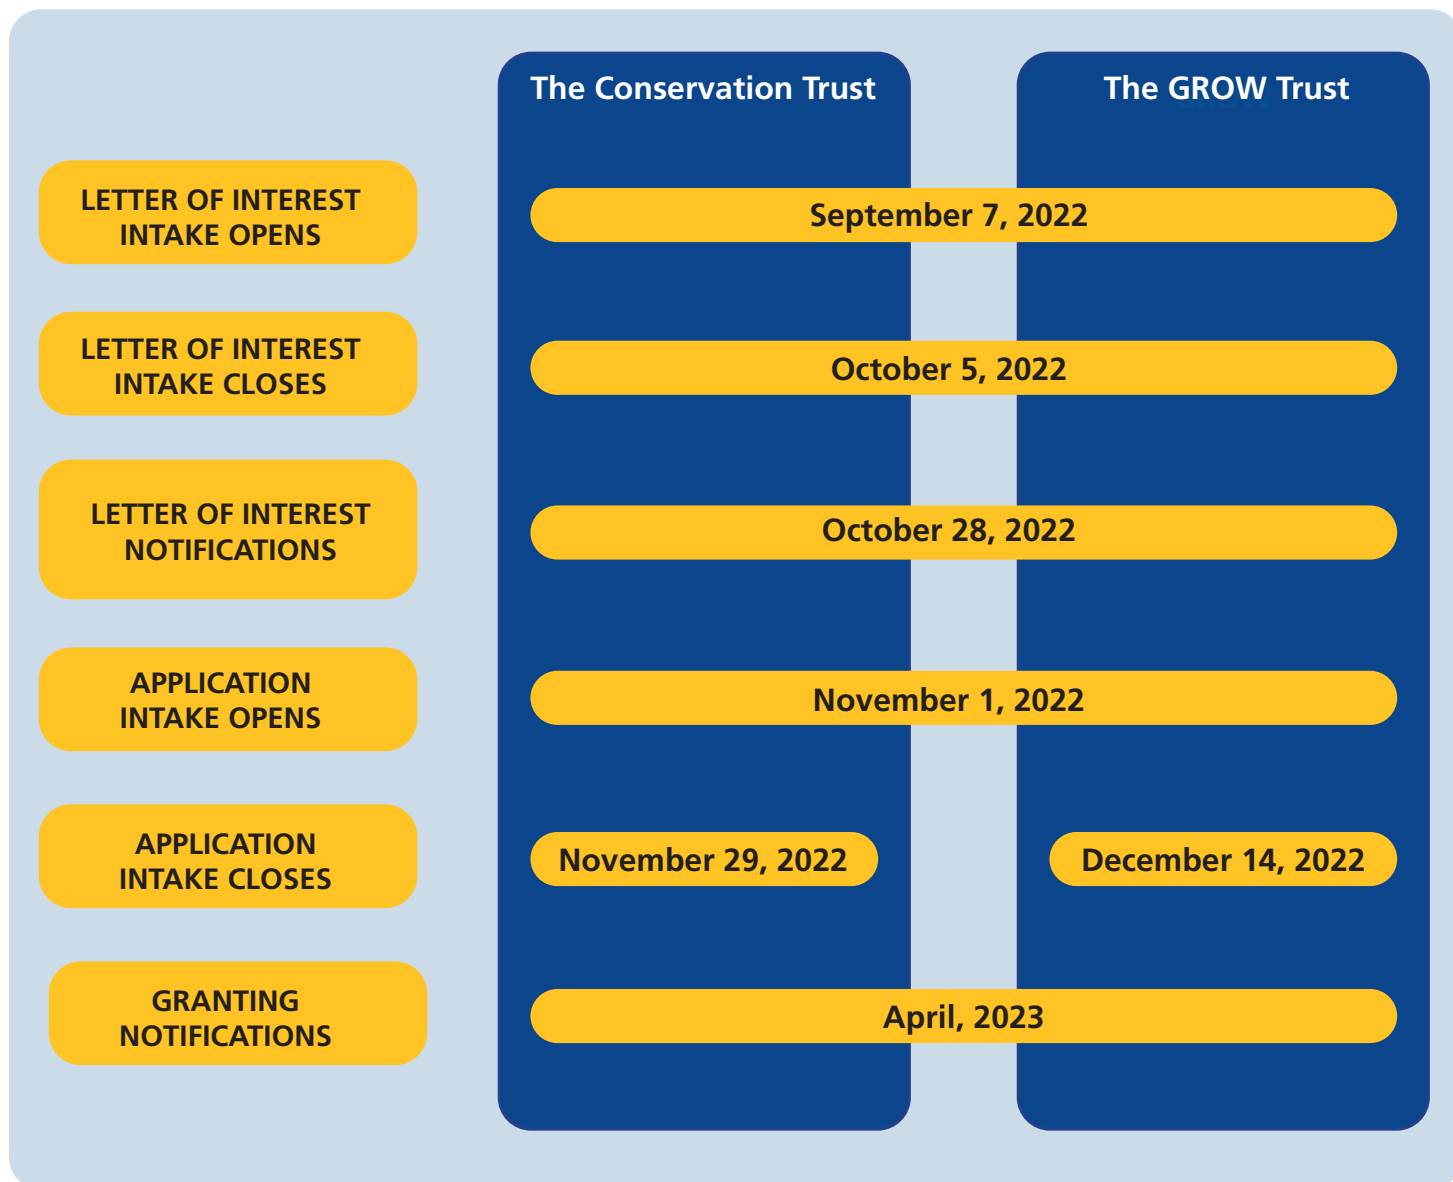 The Conservation Trust
The GROW Trust
LETTER OF INTEREST
INTAKE OPENS
September 7, 2022
LETTER OF INTEREST
INTAKE CLOSES
October 5, 2022
LETTER OF INTEREST
NOTIFICATIONS
October 28, 2022
APPLICATION
INTAKE OPENS
November 1, 2022
APPLICATION
INTAKE CLOSES
November 29, 2022
December 14, 2022
GRANTING
NOTIFICATIONS
April, 2023